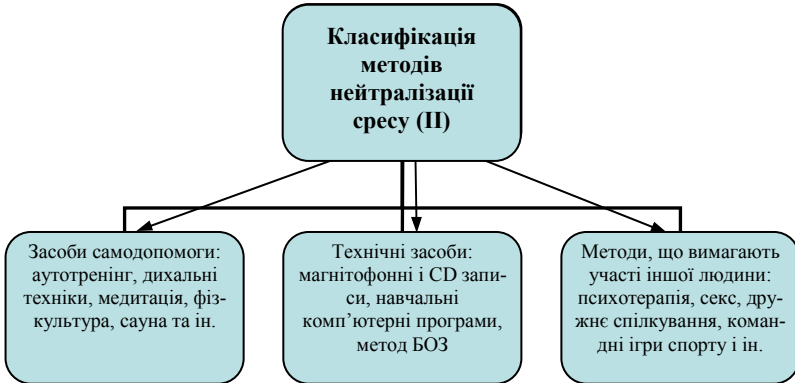 Класифікація
методів
нейтралізації
сресу (II)
Засоби самодопомоги:
аутотренінг, дихальні
техніки, медитація, фіз-
культура, сауна та ін.
Технічні засоби:
магнітофонні і CD запи-
си, навчальні
комп’ютерні програми,
метод БОЗ
Методи, що вимагають
участі іншої людини:
психотерапія, секс, дру-
жнє спілкування, коман-
дні ігри спорту і ін.